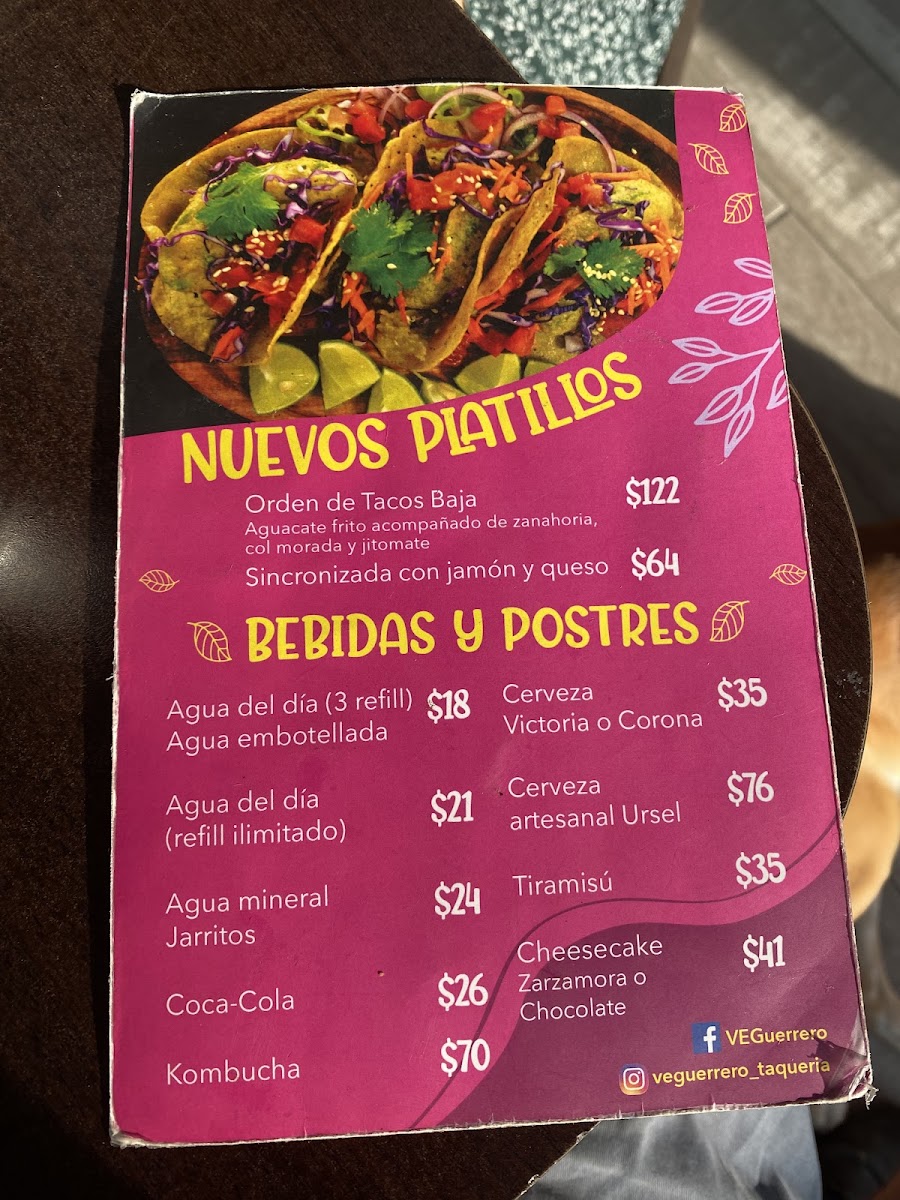 NUEVOS PLATILLOS
Orden de Tacos Baja $122
Aguacate frito acompañado de zanahoria,
col morada y jitomate
Sincronizada con jamón y queso $64
BEBIDAS Y POSTRES
Agua del día (3 refill) $18
Agua embotellada
Agua del día $21
(refill ilimitado)
Agua mineral $24
Jarritos
Coca-Cola $26
Kombucha $70
Cerveza $35
Victoria o Corona
Cerveza $76
artesanal Ursel
Tiramisú $35
Cheesecake $41
Zarzamora o
Chocolate
VEGuerrero
veguerrero_taqueria